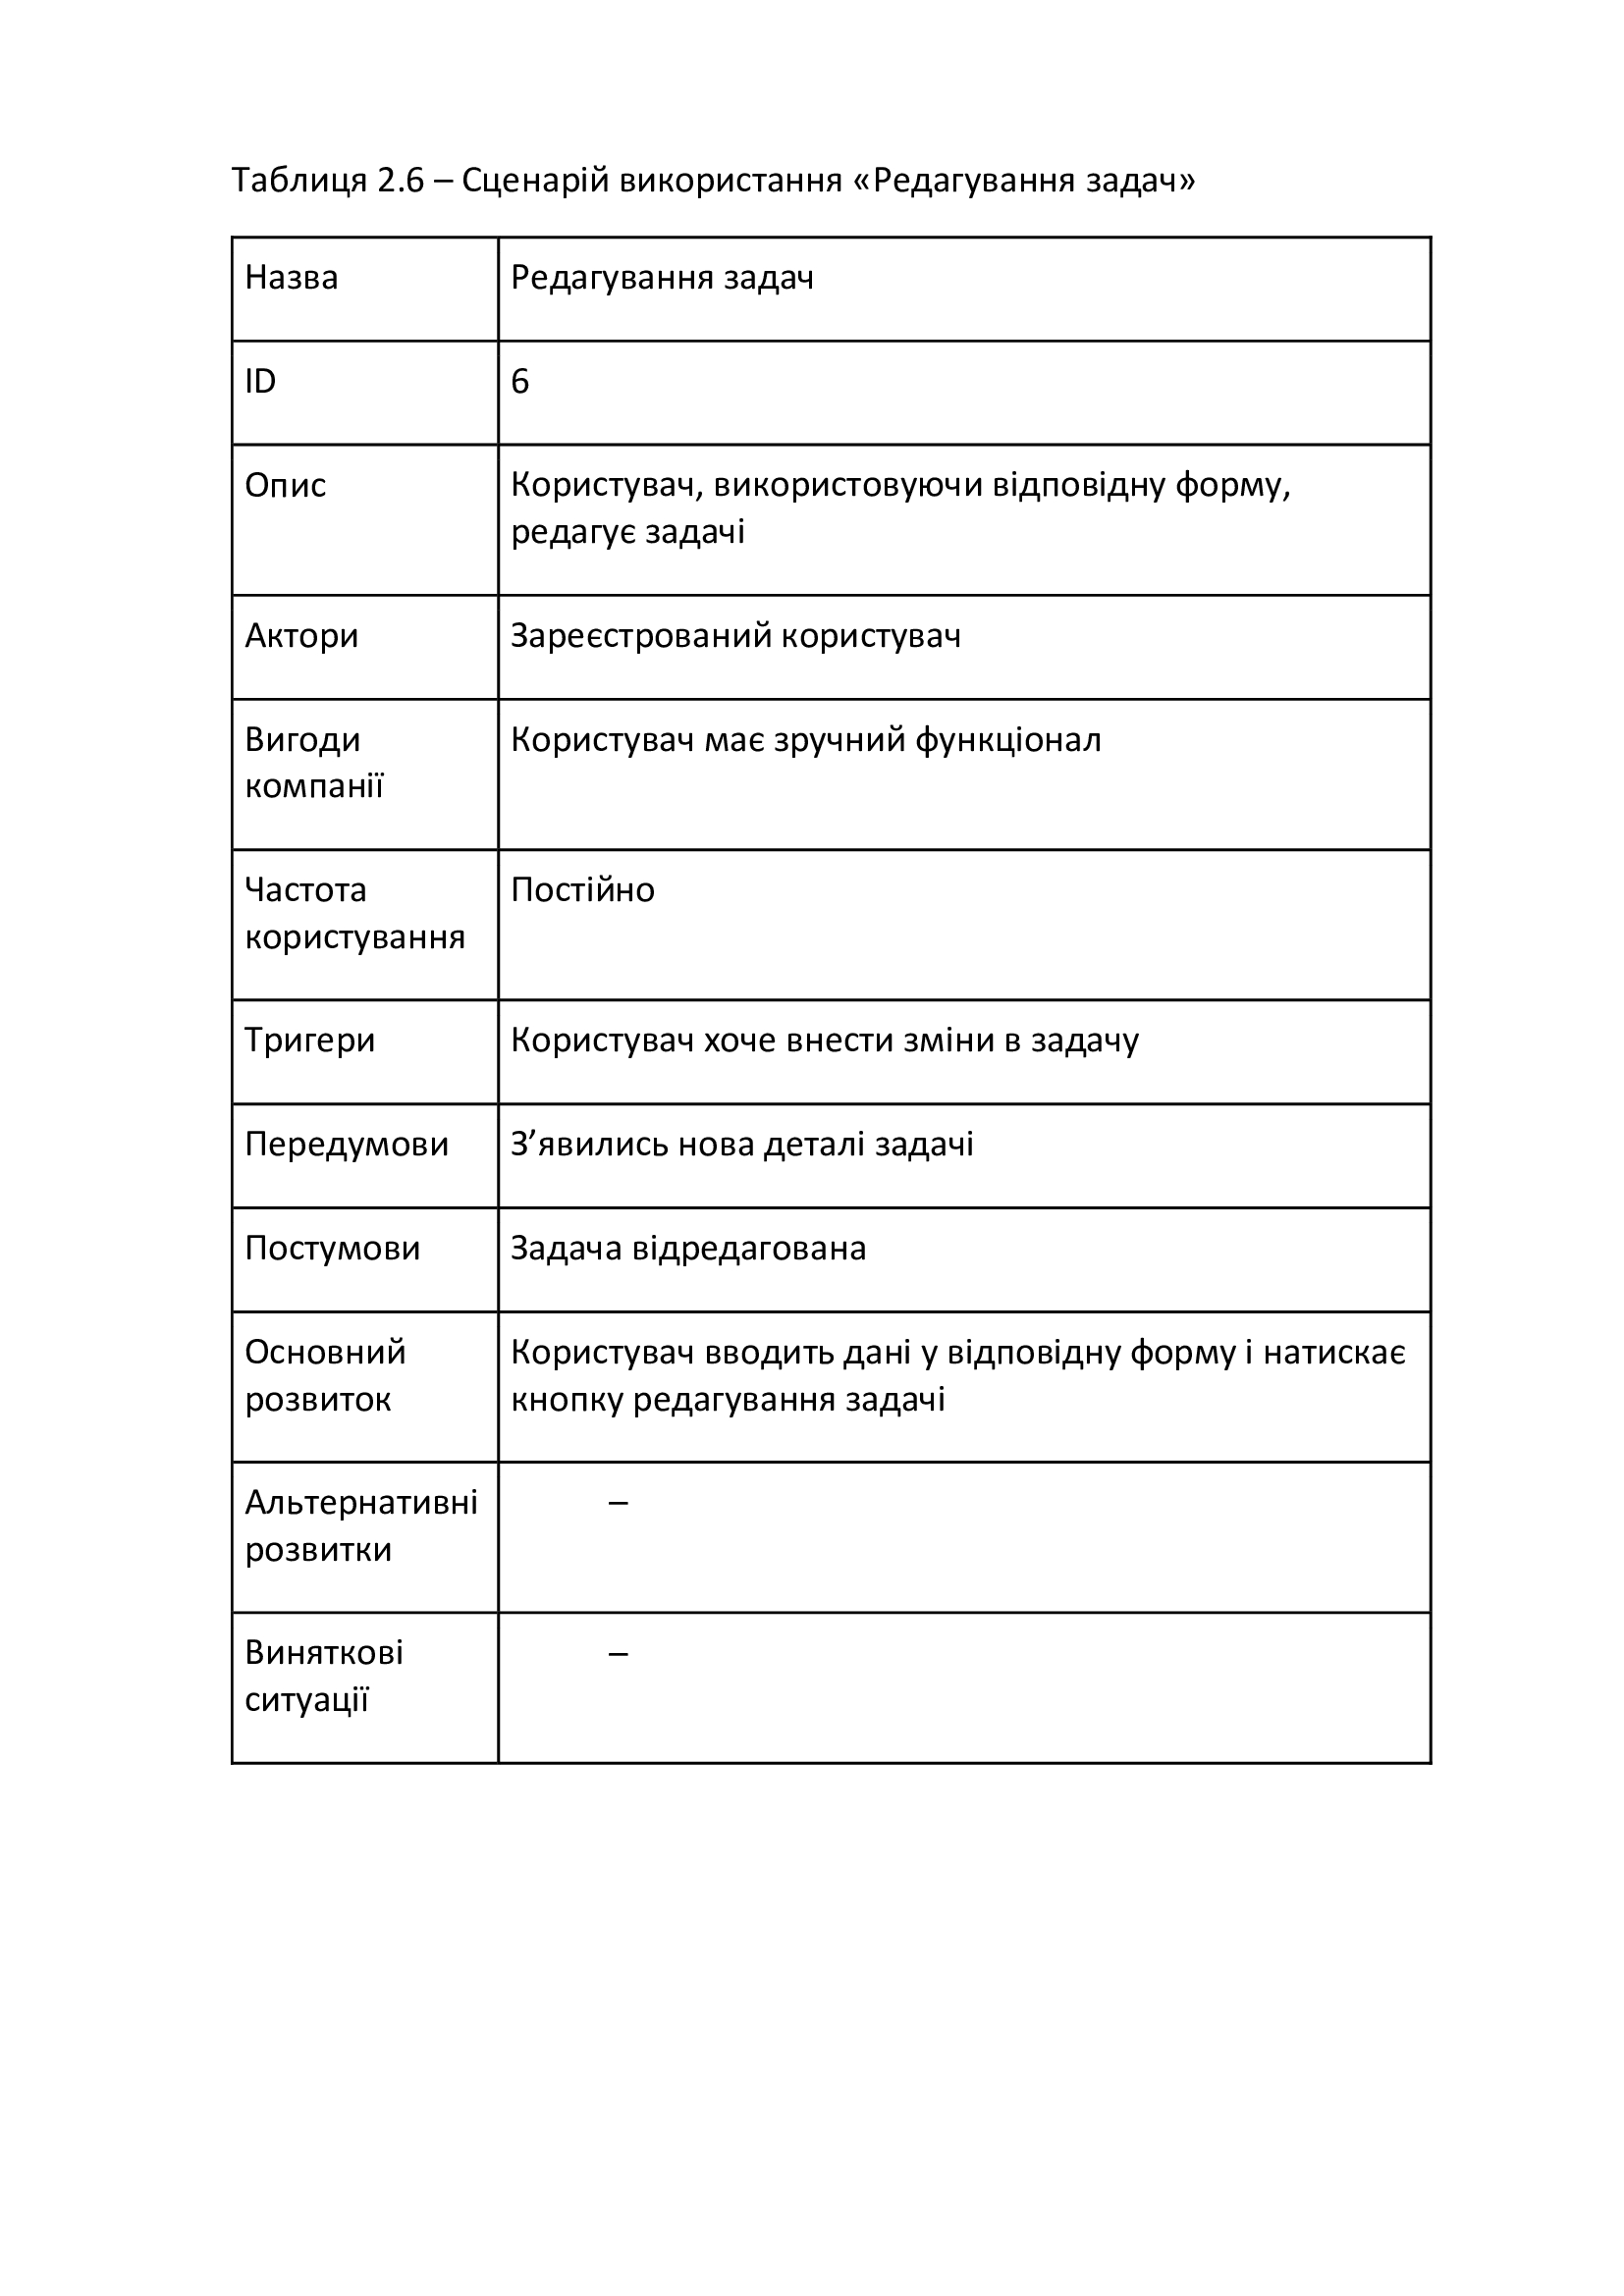 Таблиця 2.6 – Сценарій використання «Редагування задач»
Назва
Редагування задач
ID
6
Опис
Користувач, використовуючи відповідну форму,
редагує задачі
Актори
Зареєстрований користувач
Вигоди
компанії
Користувач має зручний функціонал
Частота
користування
Постійно
Тригери
Користувач хоче внести зміни в задачу
Передумови
З’явились нова деталі задачі
Постумови
Задача відредагована
Основний
розвиток
Користувач вводить дані у відповідну форму і натискає
кнопку редагування задачі
Альтернативні
розвитки
–
Виняткові
ситуації
–